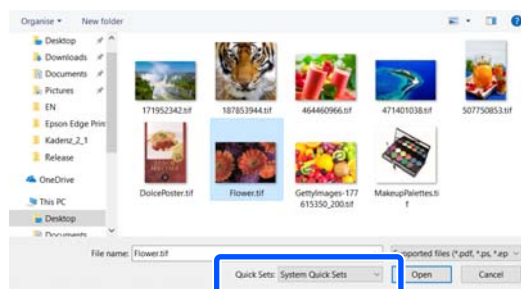 Organise
New folder
Desktop
Downloads
Documents
Pictures
EN
Epson Edge Prin
Kadenz_2_1
Release
OneDrive
This PC
Desktop
Documents
171952342.tif
187853944.tif
464460966.tif
471401038.tif
507750853.tif
DolcePoster.tif
Flower.tif
GettyImages-177
615350_200.tif
MakeupPalettes.ti
f
File name: Flower.tif
Supported files (*.pdf, *.ps, *.ep
Quick Sets: System Quick Sets
Open
Cancel